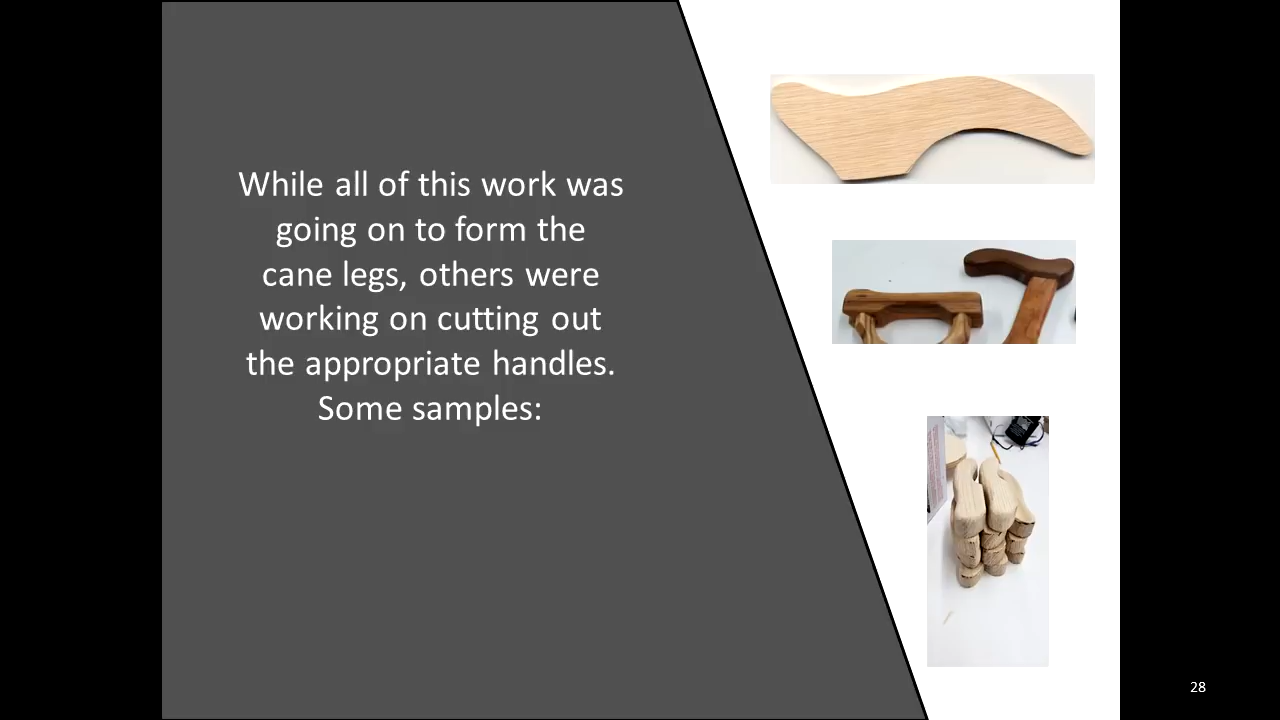 While all of this work was
going on to form the
cane legs, others were
working on cutting out
the appropriate handles.
Some samples:
28